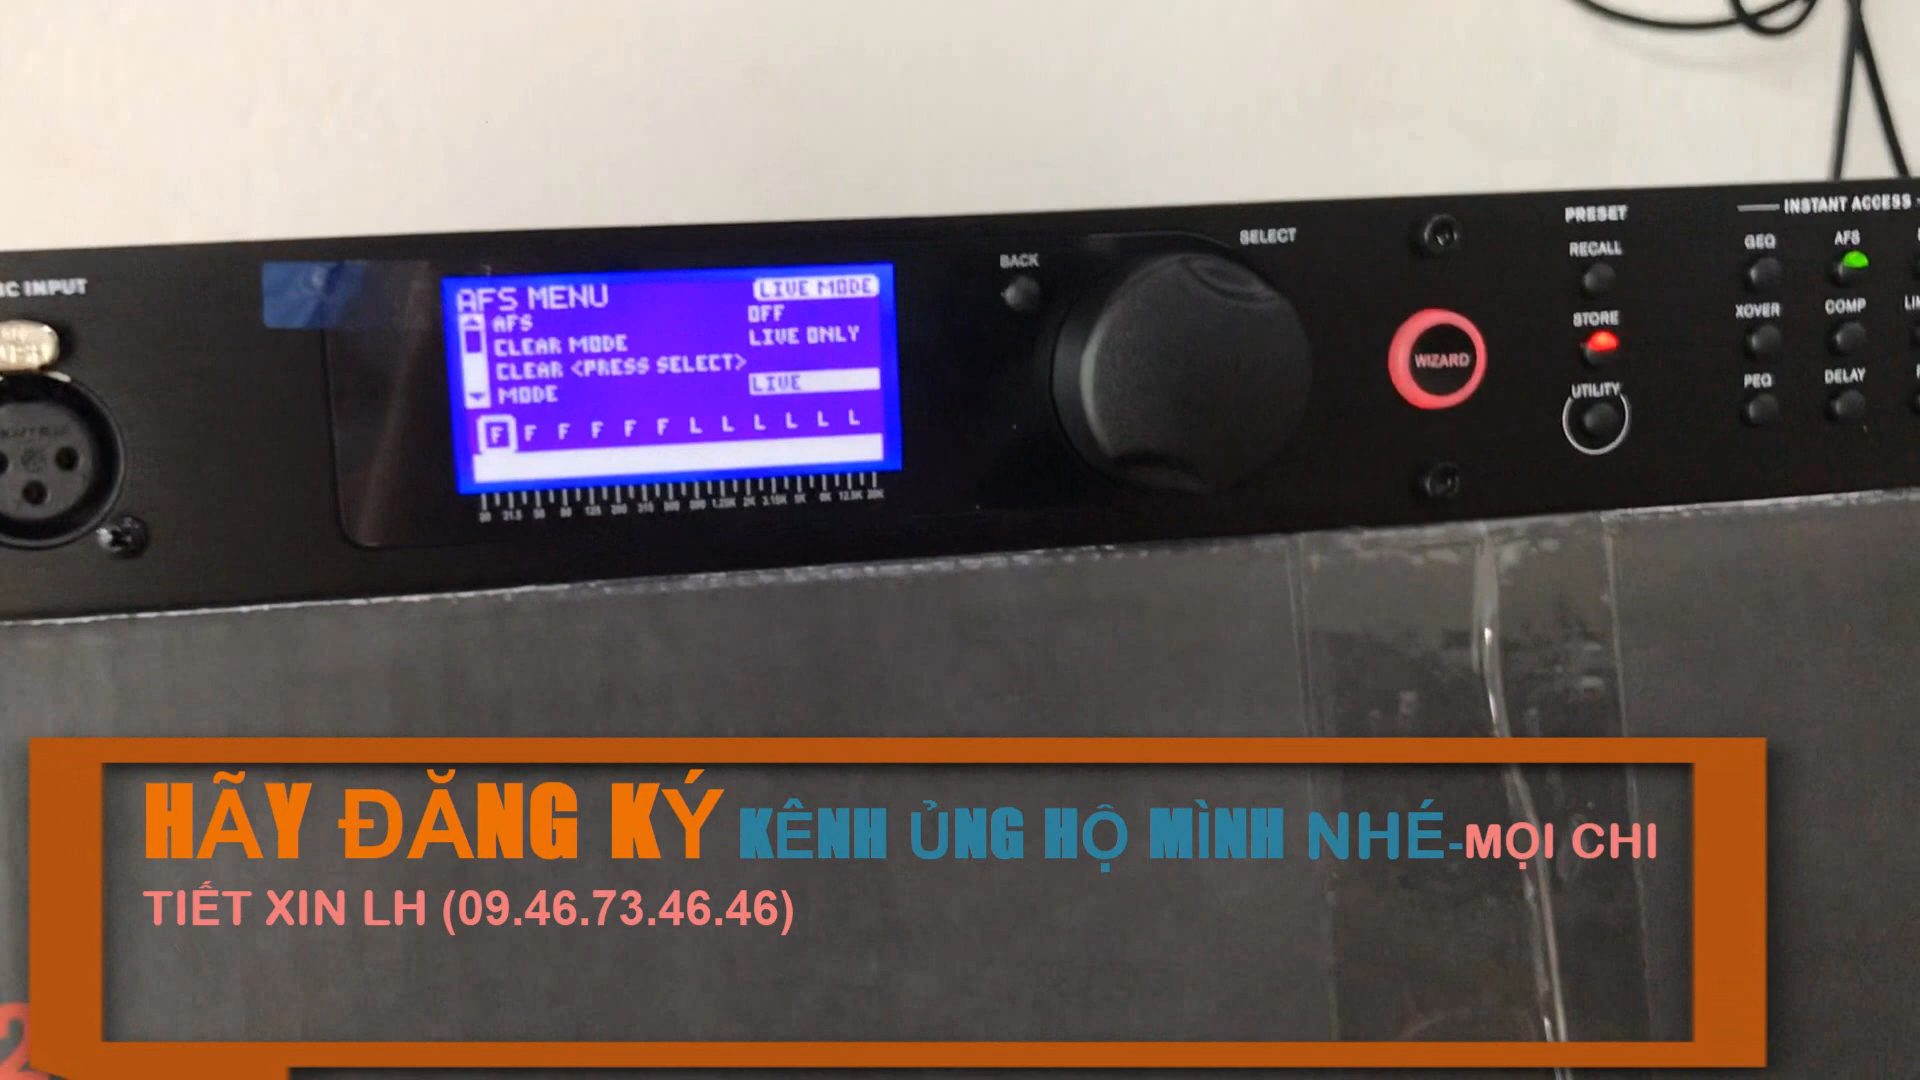 PRESET
INSTANT ACCESS
SELECT
BACK
RECALL
GEQ
AFS
INPUT
AFS MENU
LIVE MODE
AFS OFF
CLEAR MODE LIVE ONLY
CLEAR <PRESS SELECT>
MODE LIVE
F F F F F F L L L L L L
STORE
XOVER
COMP
WIZARD
UTILITY
PEQ
DELAY
HÃY ĐĂNG KÝ KÊNH ỦNG HỘ MÌNH NHÉ-MỌI CHI
TIẾT XIN LH (09.46.73.46.46)